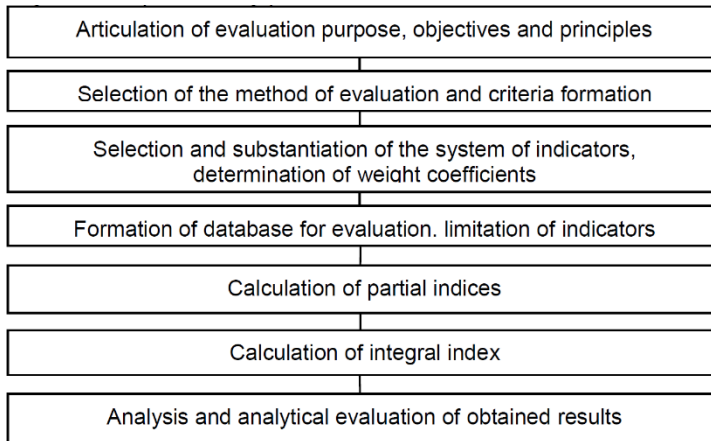 Articulation of evaluation purpose, objectives and principles
Selection of the method of evaluation and criteria formation
Selection and substantiation of the system of indicators,
determination of weight coefficients
Formation of database for evaluation. limitation of indicators
Calculation of partial indices
Calculation of integral index
Analysis and analytical evaluation of obtained results